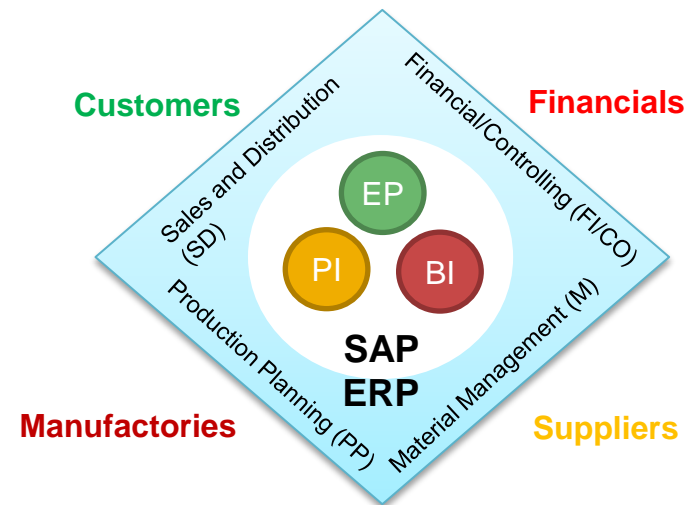 Customers
Financials
Sales and Distribution
(SD)
Financial/Controlling (FI/CO)
EP
PI
BI
SAP
ERP
Production Planning (PP)
Material Management (M)
Manufactories
Suppliers